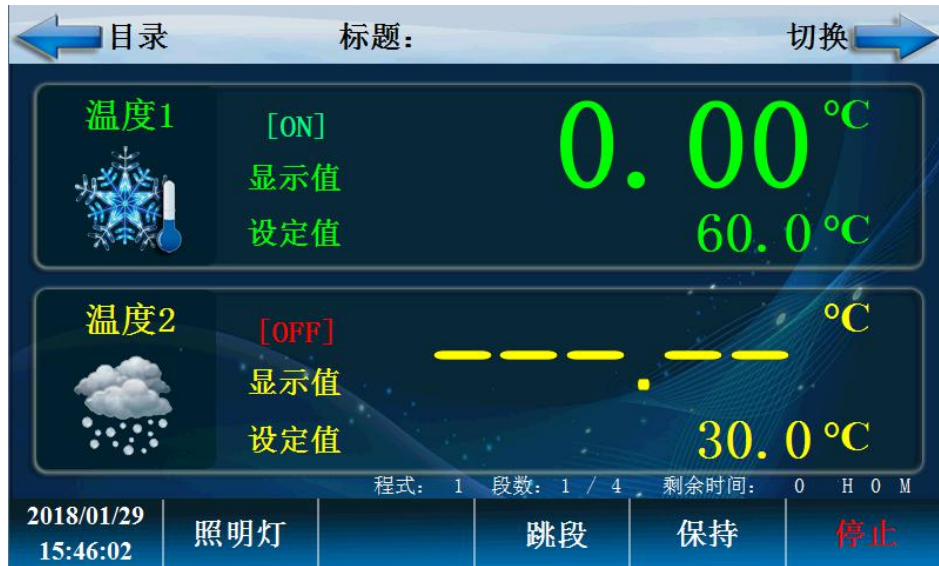 目录 标题： 切换
温度1
[ON]
0.00 ℃
显示值
设定值 60.0 ℃
温度2
[OFF]
---.-- ℃
显示值
设定值 30.0 ℃
程式： 1 段数：1 / 4 剩余时间： 0 H 0 M
2018/01/29
15:46:02
照明灯 跳段 保持 停止